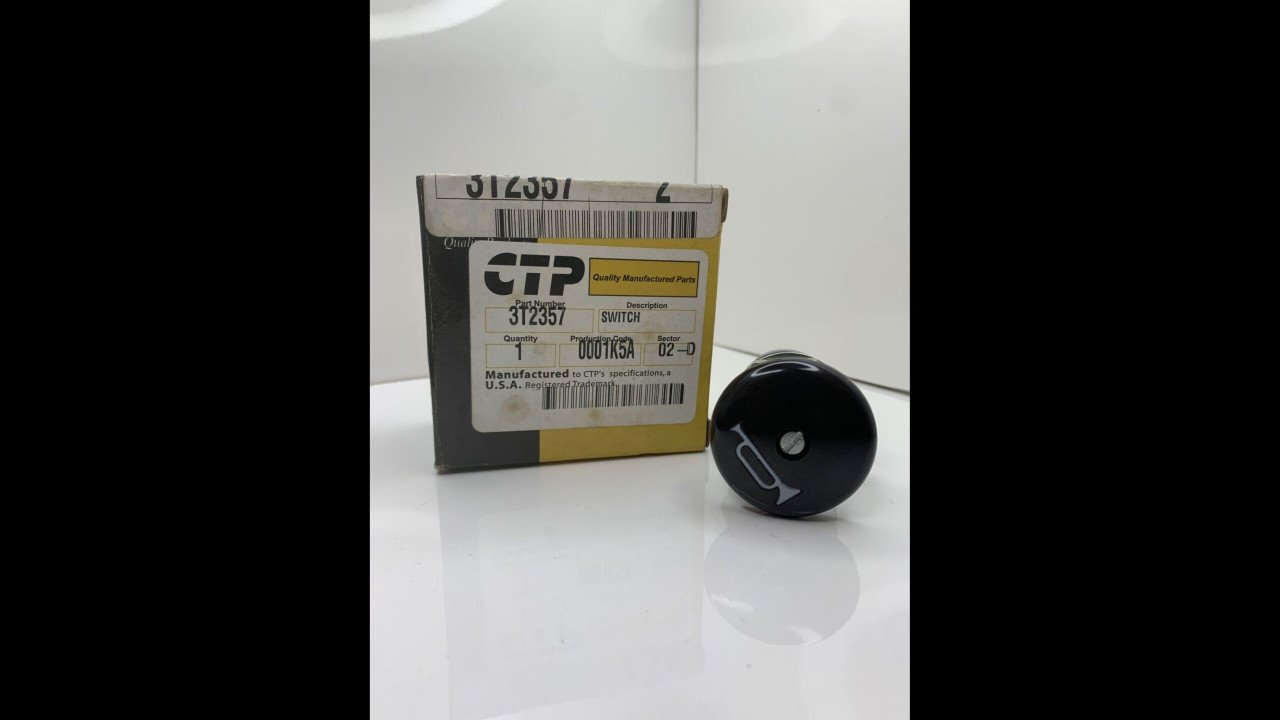 3T2357 2
Quality
CTP Quality Manufactured Parts
Part Number Description
3T2357 SWITCH
Quantity Production Code Sector
1 0001K5A 02-D
Manufactured to CTP's specifications, a
U.S.A. Registered Trademark